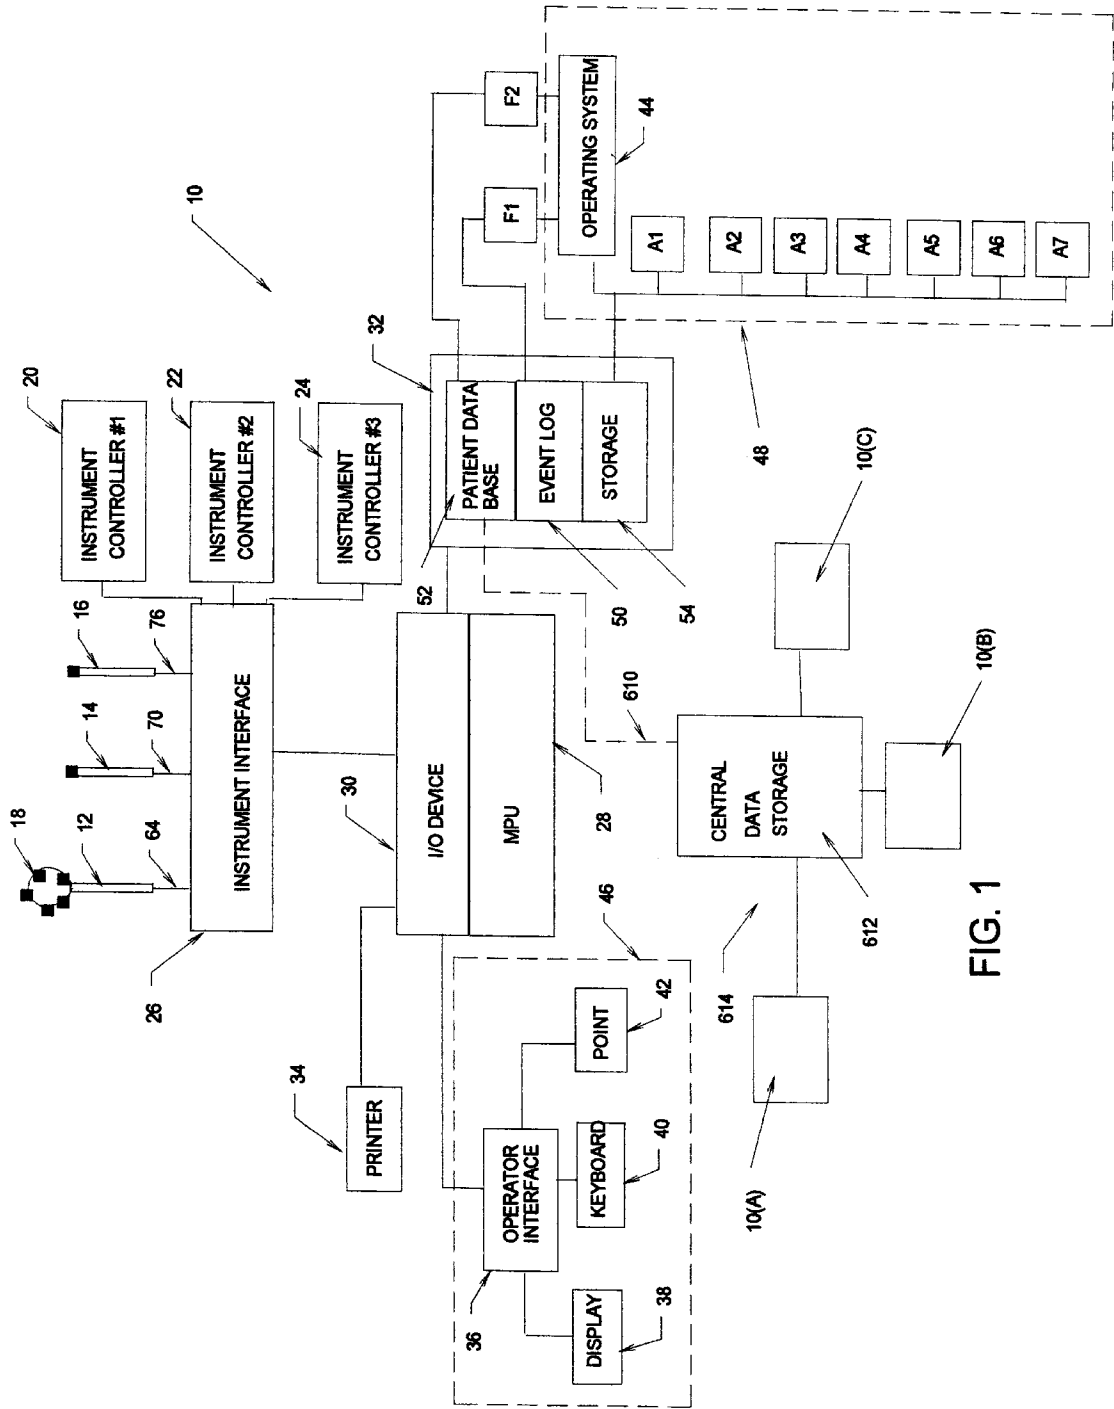 FIG. 1
10
20
INSTRUMENT
CONTROLLER #1
22
INSTRUMENT
CONTROLLER #2
24
INSTRUMENT
CONTROLLER #3
18
12
64
14
70
16
76
INSTRUMENT INTERFACE
26
30
I/O DEVICE
MPU
28
34
PRINTER
32
PATIENT DATA
BASE
EVENT LOG
STORAGE
52
50
54
F1
F2
OPERATING SYSTEM
44
A1
A2
A3
A4
A5
A6
A7
48
46
OPERATOR
INTERFACE
36
DISPLAY
38
KEYBOARD
40
POINT
42
610
CENTRAL
DATA
STORAGE
612
614
10(A)
10(B)
10(C)